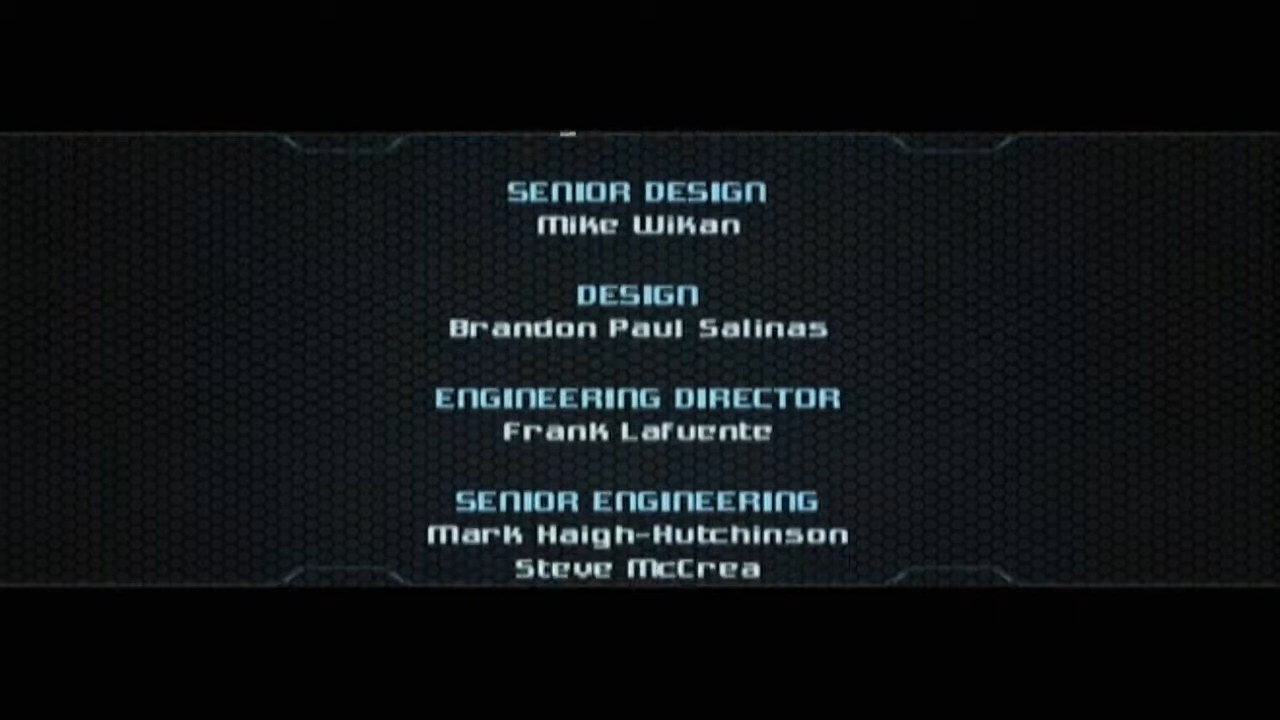 SENIOR DESIGN
Mike Wikan
DESIGN
Brandon Paul Salinas
ENGINEERING DIRECTOR
Frank Lafuente
SENIOR ENGINEERING
Mark Haigh-Hutchinson
Steve McCrea